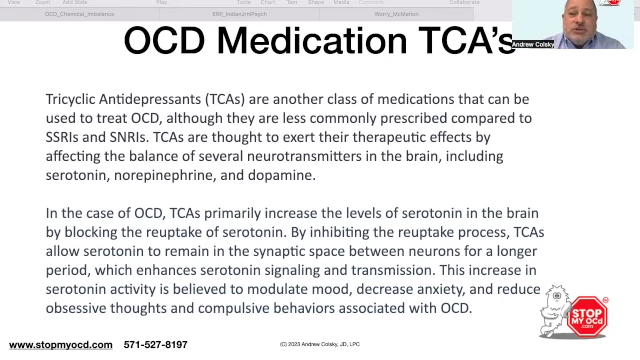 View Zoom Add Slide Play Table Chart Text Shape Media Collaborate
OCD_Chemical_Imbalance ERP_IndianJrnlPsych Worry_McMahon
OCD Medication TCA's
Andrew Colsky
Tricyclic Antidepressants (TCAs) are another class of medications that can be
used to treat OCD, although they are less commonly prescribed compared to
SSRIs and SNRIs. TCAs are thought to exert their therapeutic effects by
affecting the balance of several neurotransmitters in the brain, including
serotonin, norepinephrine, and dopamine.
In the case of OCD, TCAs primarily increase the levels of serotonin in the brain
by blocking the reuptake of serotonin. By inhibiting the reuptake process, TCAs
allow serotonin to remain in the synaptic space between neurons for a longer
period, which enhances serotonin signaling and transmission. This increase in
serotonin activity is believed to modulate mood, decrease anxiety, and reduce
obsessive thoughts and compulsive behaviors associated with OCD.
STOP
MY OCd
.com
www.stopmyocd.com 571-527-8197
(C) 2023 Andrew Colsky, JD, LPC